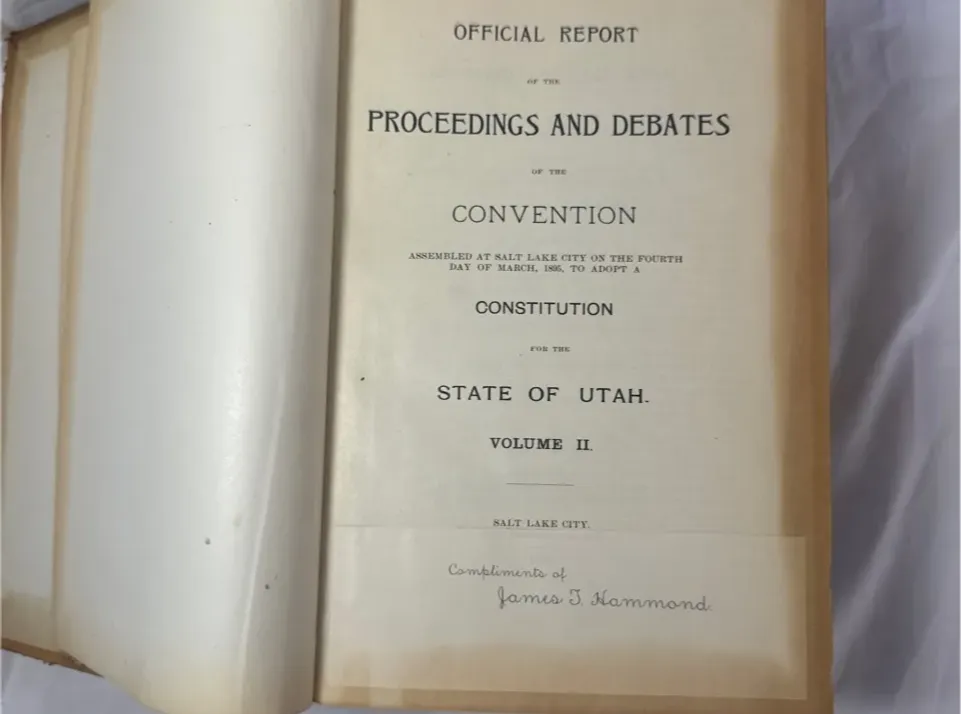 OFFICIAL REPORT
OF THE
PROCEEDINGS AND DEBATES
OF THE
CONVENTION
ASSEMBLED AT SALT LAKE CITY ON THE FOURTH
DAY OF MARCH, 1895, TO ADOPT A
CONSTITUTION
FOR THE
STATE OF UTAH.
VOLUME II.
SALT LAKE CITY.
Compliments of
James T. Hammond.